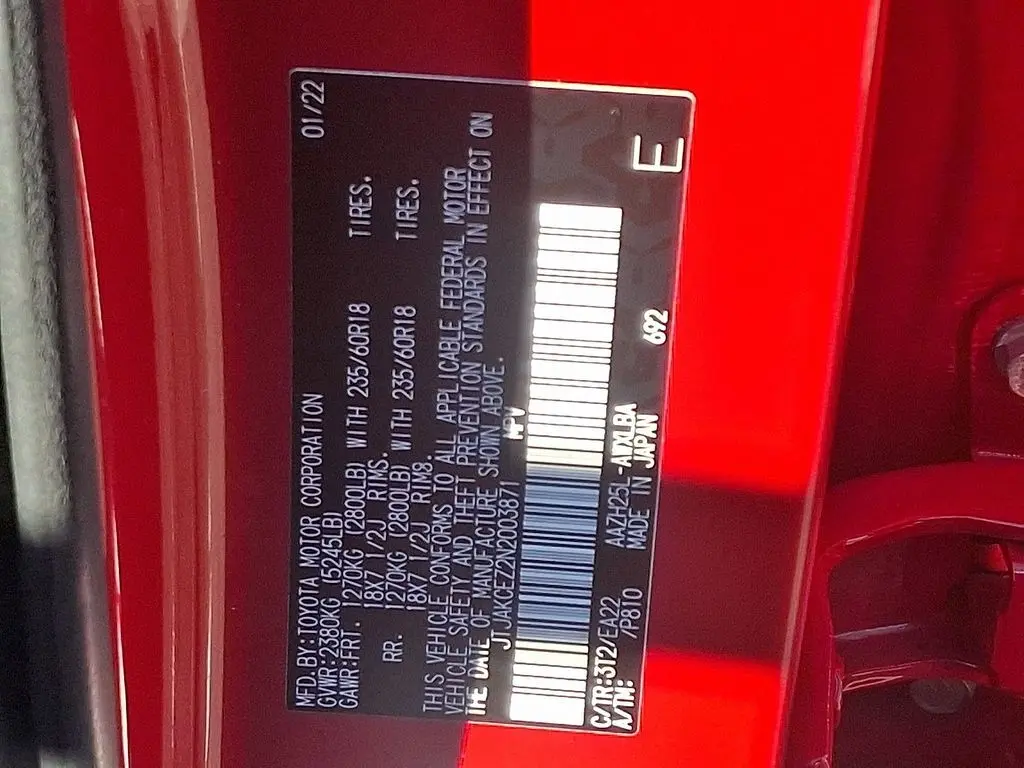 MFD.BY:TOYOTA MOTOR CORPORATION 01/22
GVWR:2380KG (5245LB)
GAWR:FRT. 1270KG (2800LB) WITH 235/60R18 TIRES.
18X7 1/2J RIMS.
RR. 1270KG (2800LB) WITH 235/60R18 TIRES.
18X7 1/2J RIMS.
THIS VEHICLE CONFORMS TO ALL APPLICABLE FEDERAL MOTOR
VEHICLE SAFETY AND THEFT PREVENTION STANDARDS IN EFFECT ON
THE DATE OF MANUFACTURE SHOWN ABOVE.
JTJAKCEZ2N2003871 MPV
C/TR:3T2/EA22 AAZH25L-AWXLBA
A/TM: /P810 MADE IN JAPAN 692 E